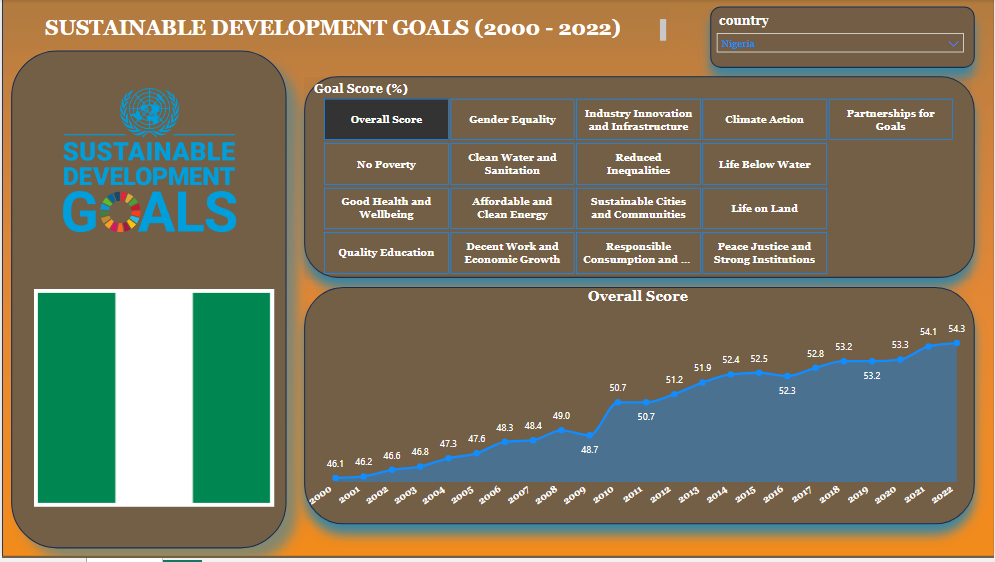 SUSTAINABLE DEVELOPMENT GOALS (2000 - 2022)
country
Nigeria
SUSTAINABLE
DEVELOPMENT
GOALS
Goal Score (%)
Overall Score
Gender Equality
Industry Innovation
and Infrastructure
Climate Action
Partnerships for
Goals
No Poverty
Clean Water and
Sanitation
Reduced
Inequalities
Life Below Water
Good Health and
Wellbeing
Affordable and
Clean Energy
Sustainable Cities
and Communities
Life on Land
Quality Education
Decent Work and
Economic Growth
Responsible
Consumption and ...
Peace Justice and
Strong Institutions
Overall Score
46.1 46.2 46.6 46.8 47.3 47.6 48.3 48.4 49.0 48.7 50.7 50.7 51.2 51.9 52.4 52.5 52.3 52.8 53.2 53.2 53.3 54.1 54.3
2000 2001 2002 2003 2004 2005 2006 2007 2008 2009 2010 2011 2012 2013 2014 2015 2016 2017 2018 2019 2020 2021 2022